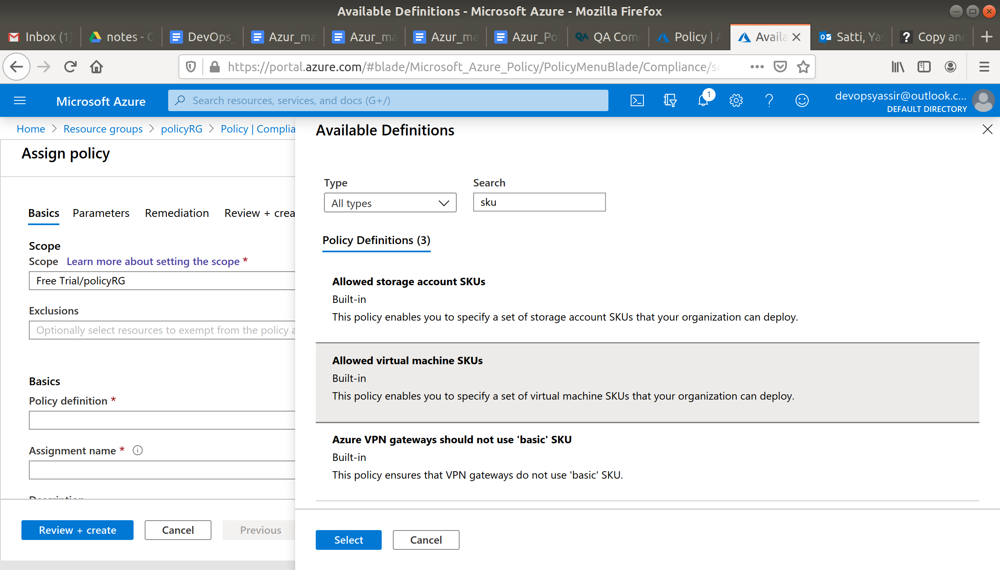 Available Definitions - Microsoft Azure - Mozilla Firefox
Inbox (1) notes - G DevOps_ Azur_ma Azur_ma Azur_ma Azur_Po QA Com Policy | A Availa Satti, Yas Copy and
https://portal.azure.com/#blade/Microsoft_Azure_Policy/PolicyMenuBlade/Compliance/sc
Microsoft Azure
Search resources, services, and docs (G+/)
1
devopsyassir@outlook.c...
DEFAULT DIRECTORY
Home > Resource groups > policyRG > Policy | Complia
Assign policy
Basics Parameters Remediation Review + crea
Scope
Scope Learn more about setting the scope *
Free Trial/policyRG
Exclusions
Optionally select resources to exempt from the policy a
Basics
Policy definition *
Assignment name *
Description
Review + create Cancel Previous
Available Definitions
Type Search
All types sku
Policy Definitions (3)
Allowed storage account SKUs
Built-in
This policy enables you to specify a set of storage account SKUs that your organization can deploy.
Allowed virtual machine SKUs
Built-in
This policy enables you to specify a set of virtual machine SKUs that your organization can deploy.
Azure VPN gateways should not use 'basic' SKU
Built-in
This policy ensures that VPN gateways do not use 'basic' SKU.
Select Cancel